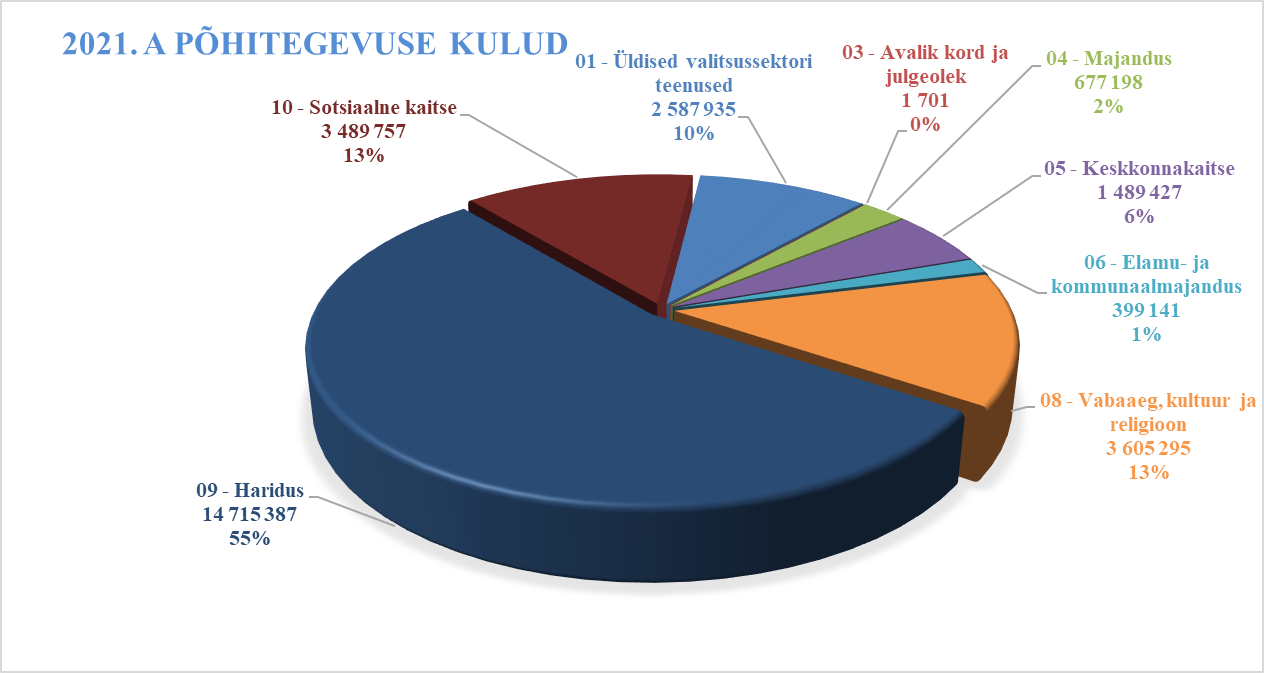 2021. A PÕHITEGEVUSE KULUD
01 - Üldised valitsussektori
teenused
2 587 935
10%
03 - Avalik kord ja
julgeolek
1 701
0%
04 - Majandus
677 198
2%
05 - Keskkonnakaitse
1 489 427
6%
06 - Elamu- ja
kommunaalmajandus
399 141
1%
08 - Vabaaeg, kultuur ja
religioon
3 605 295
13%
09 - Haridus
14 715 387
55%
10 - Sotsiaalne kaitse
3 489 757
13%